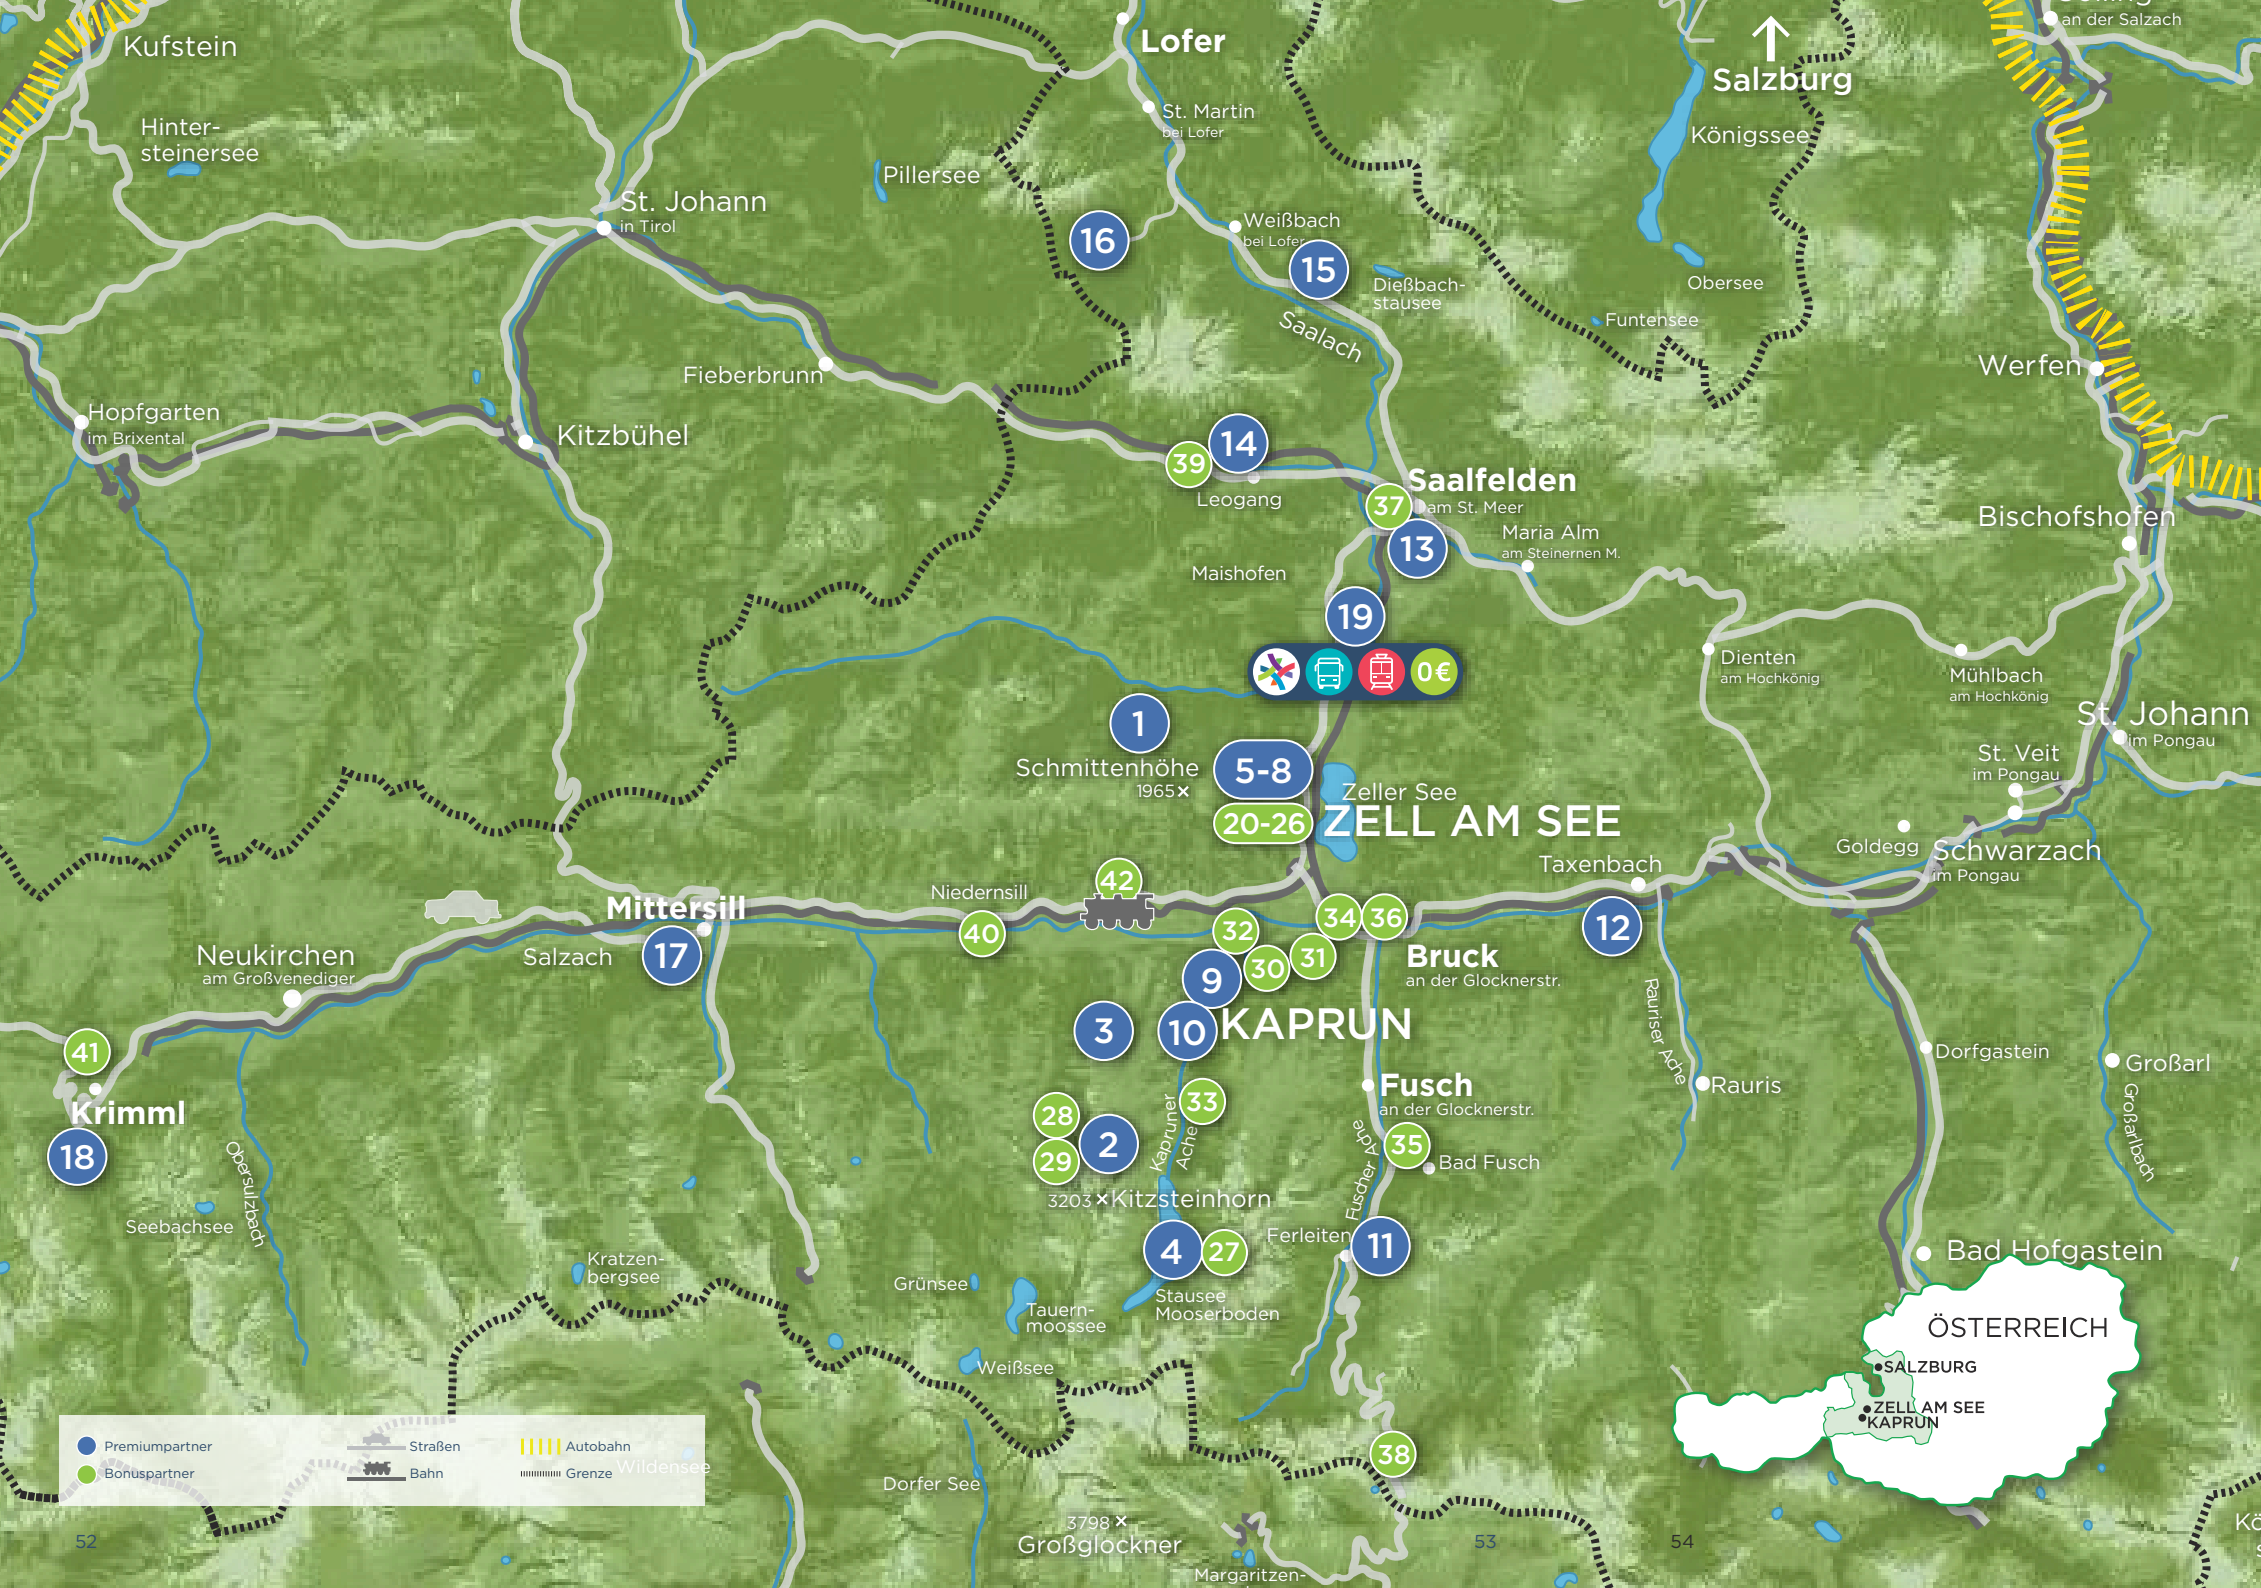 Kufstein
Lofer
an der Salzach
Salzburg
Hinter-
steinersee
St. Martin
bei Lofer
Königssee
Pillersee
St. Johann
in Tirol
Weißbach
bei Lofer
16
15
Dießbach-
stausee
Obersee
Saalach
Funtensee
Werfen
Fieberbrunn
Hopfgarten
im Brixental
Kitzbühel
14
39
Leogang
Saalfelden
am St. Meer
37
13
Maria Alm
am Steinernen M.
Bischofshofen
Maishofen
19
0€
Dienten
am Hochkönig
Mühlbach
am Hochkönig
St. Johann
im Pongau
1
Schmittenhöhe
1965
5-8
20-26
Zeller See
ZELL AM SEE
St. Veit
im Pongau
Goldegg
Schwarzach
im Pongau
Taxenbach
12
42
Niedernsill
40
Mittersill
17
Salzach
Neukirchen
am Großvenediger
32
34
36
31
30
9
Bruck
an der Glocknerstr.
3
10
KAPRUN
Rauriser Ache
Rauris
Dorfgastein
Großarl
Großarlbach
41
Krimml
18
Obersulzbach
Seebachsee
Fusch
an der Glocknerstr.
28
29
2
33
Kapruner
Ache
35
Bad Fusch
Fuscher Ache
3203
Kitzsteinhorn
4
27
Ferleiten
11
Bad Hofgastein
Kratzen-
bergsee
Grünsee
Tauern-
moossee
Stausee
Mooserboden
Weißsee
ÖSTERREICH
SALZBURG
ZELL AM SEE
KAPRUN
38
Premiumpartner
Straßen
Autobahn
Bonuspartner
Bahn
Grenze
Wildensee
Dorfer See
3798
Großglockner
Margaritzen-
52
53
54